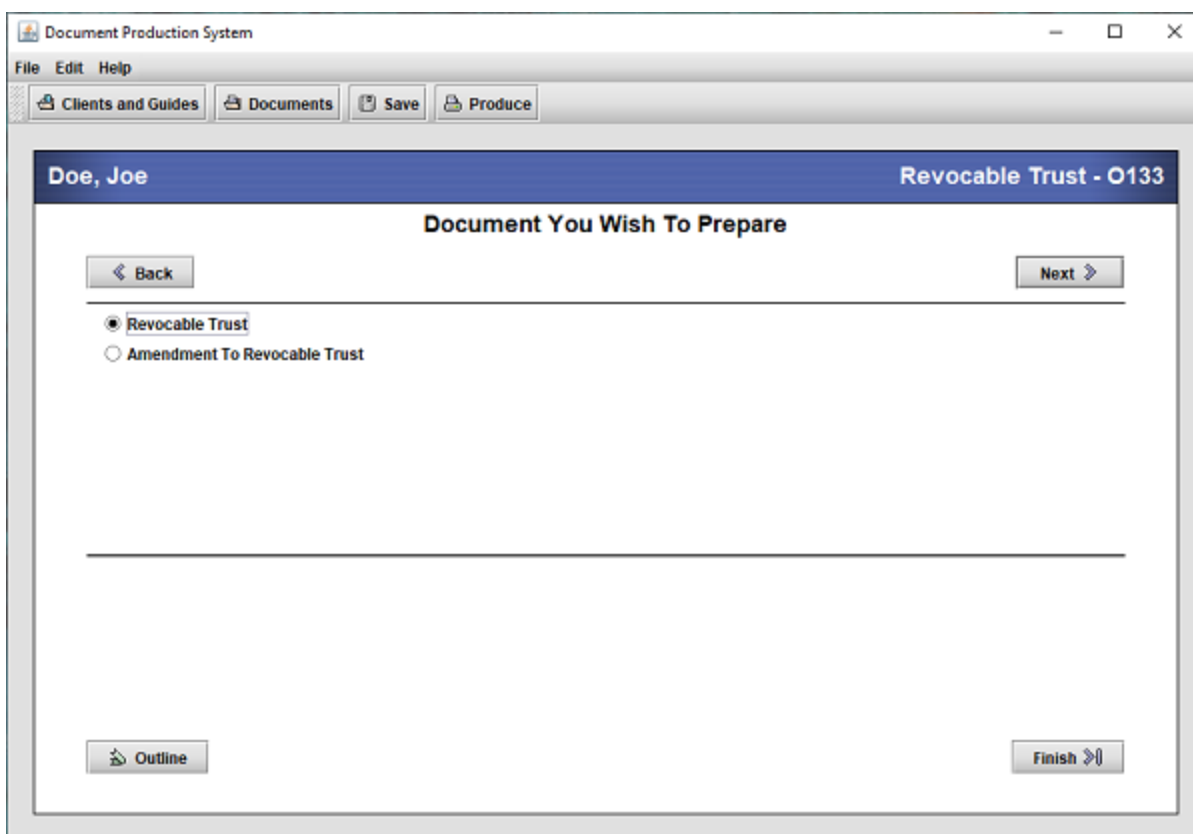 Document Production System
File Edit Help
Clients and Guides Documents Save Produce
Doe, Joe Revocable Trust - O133
Document You Wish To Prepare
Back Next
Revocable Trust
Amendment To Revocable Trust
Outline Finish